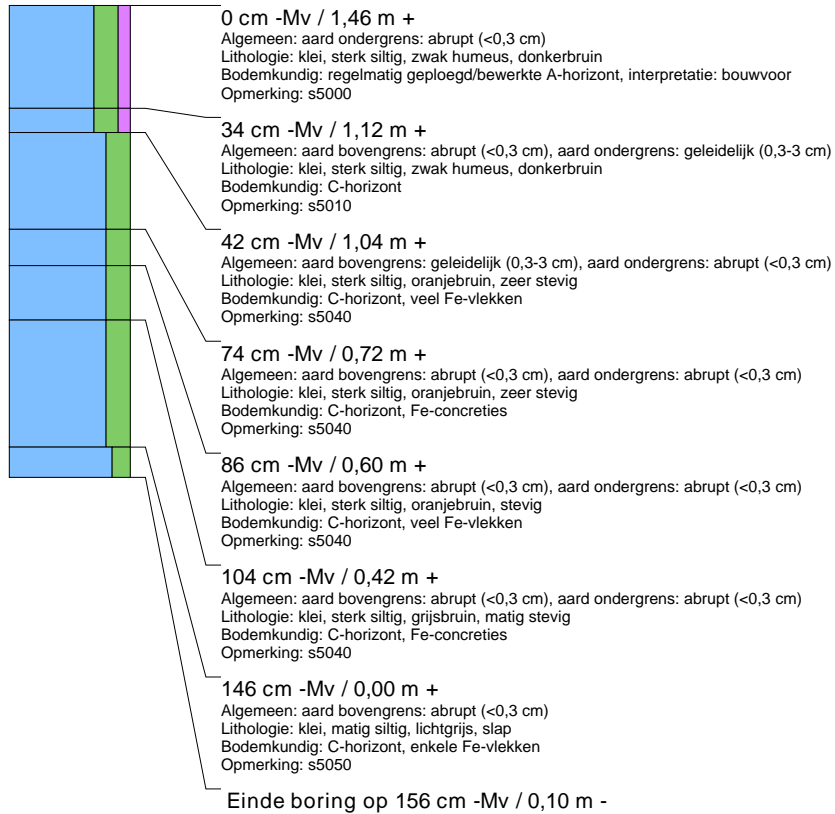 0 cm -Mv / 1,46 m +
Algemeen: aard ondergrens: abrupt (<0,3 cm)
Lithologie: klei, sterk siltig, zwak humeus, donkerbruin
Bodemkundig: regelmatig geploegd/bewerkte A-horizont, interpretatie: bouwvoor
Opmerking: s5000
34 cm -Mv / 1,12 m +
Algemeen: aard bovengrens: abrupt (<0,3 cm), aard ondergrens: geleidelijk (0,3-3 cm)
Lithologie: klei, sterk siltig, zwak humeus, donkerbruin
Bodemkundig: C-horizont
Opmerking: s5010
42 cm -Mv / 1,04 m +
Algemeen: aard bovengrens: geleidelijk (0,3-3 cm), aard ondergrens: abrupt (<0,3 cm)
Lithologie: klei, sterk siltig, oranjebruin, zeer stevig
Bodemkundig: C-horizont, veel Fe-vlekken
Opmerking: s5040
74 cm -Mv / 0,72 m +
Algemeen: aard bovengrens: abrupt (<0,3 cm), aard ondergrens: abrupt (<0,3 cm)
Lithologie: klei, sterk siltig, oranjebruin, zeer stevig
Bodemkundig: C-horizont, Fe-concreties
Opmerking: s5040
86 cm -Mv / 0,60 m +
Algemeen: aard bovengrens: abrupt (<0,3 cm), aard ondergrens: abrupt (<0,3 cm)
Lithologie: klei, sterk siltig, oranjebruin, stevig
Bodemkundig: C-horizont, veel Fe-vlekken
Opmerking: s5040
104 cm -Mv / 0,42 m +
Algemeen: aard bovengrens: abrupt (<0,3 cm), aard ondergrens: abrupt (<0,3 cm)
Lithologie: klei, sterk siltig, grijsbruin, matig stevig
Bodemkundig: C-horizont, Fe-concreties
Opmerking: s5040
146 cm -Mv / 0,00 m +
Algemeen: aard bovengrens: abrupt (<0,3 cm)
Lithologie: klei, matig siltig, lichtgrijs, slap
Bodemkundig: C-horizont, enkele Fe-vlekken
Opmerking: s5050
Einde boring op 156 cm -Mv / 0,10 m -